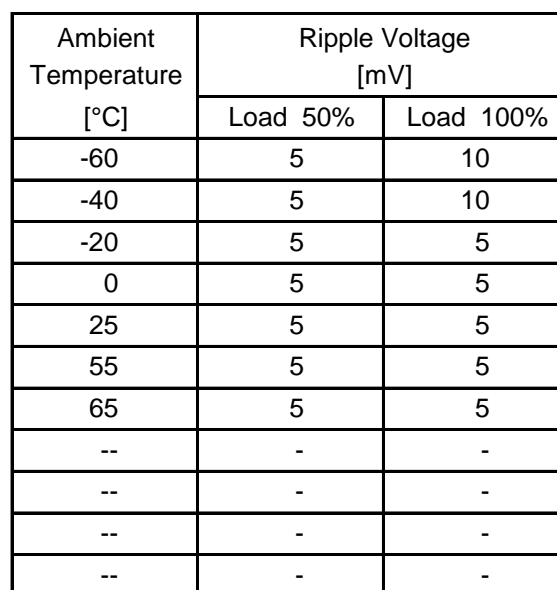 Ambient Temperature [°C] Ripple Voltage [mV]
Load 50% Load 100%
-60 5 10
-40 5 10
-20 5 5
0 5 5
25 5 5
55 5 5
65 5 5
-- - -
-- - -
-- - -
-- - -